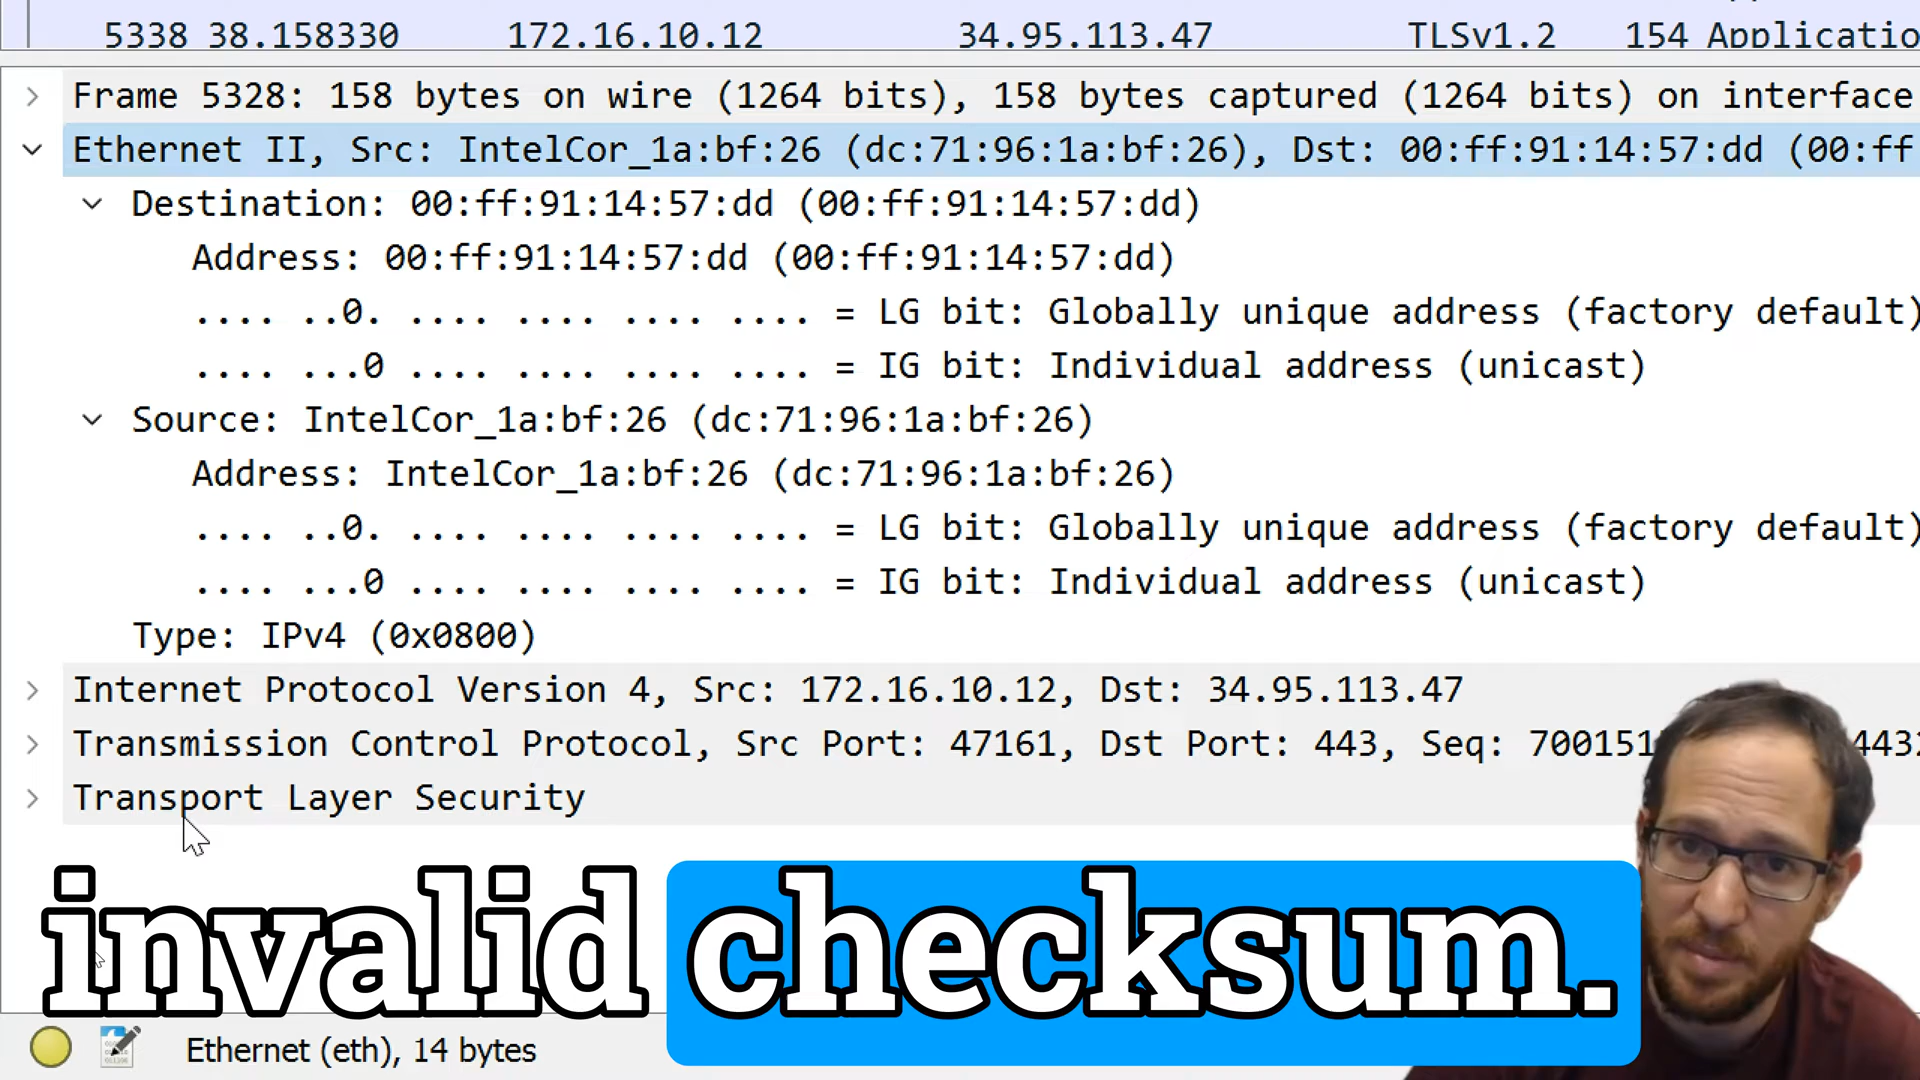 5338 38.158330 172.16.10.12 34.95.113.47 TLSv1.2 154 Applicatio
Frame 5328: 158 bytes on wire (1264 bits), 158 bytes captured (1264 bits) on interface
Ethernet II, Src: IntelCor_1a:bf:26 (dc:71:96:1a:bf:26), Dst: 00:ff:91:14:57:dd (00:ff
Destination: 00:ff:91:14:57:dd (00:ff:91:14:57:dd)
Address: 00:ff:91:14:57:dd (00:ff:91:14:57:dd)
.... ..0. .... .... .... .... = LG bit: Globally unique address (factory default)
.... ...0 .... .... .... .... = IG bit: Individual address (unicast)
Source: IntelCor_1a:bf:26 (dc:71:96:1a:bf:26)
Address: IntelCor_1a:bf:26 (dc:71:96:1a:bf:26)
.... ..0. .... .... .... .... = LG bit: Globally unique address (factory default)
.... ...0 .... .... .... .... = IG bit: Individual address (unicast)
Type: IPv4 (0x0800)
Internet Protocol Version 4, Src: 172.16.10.12, Dst: 34.95.113.47
Transmission Control Protocol, Src Port: 47161, Dst Port: 443, Seq: 700151 443
Transport Layer Security
invalid checksum.
Ethernet (eth), 14 bytes